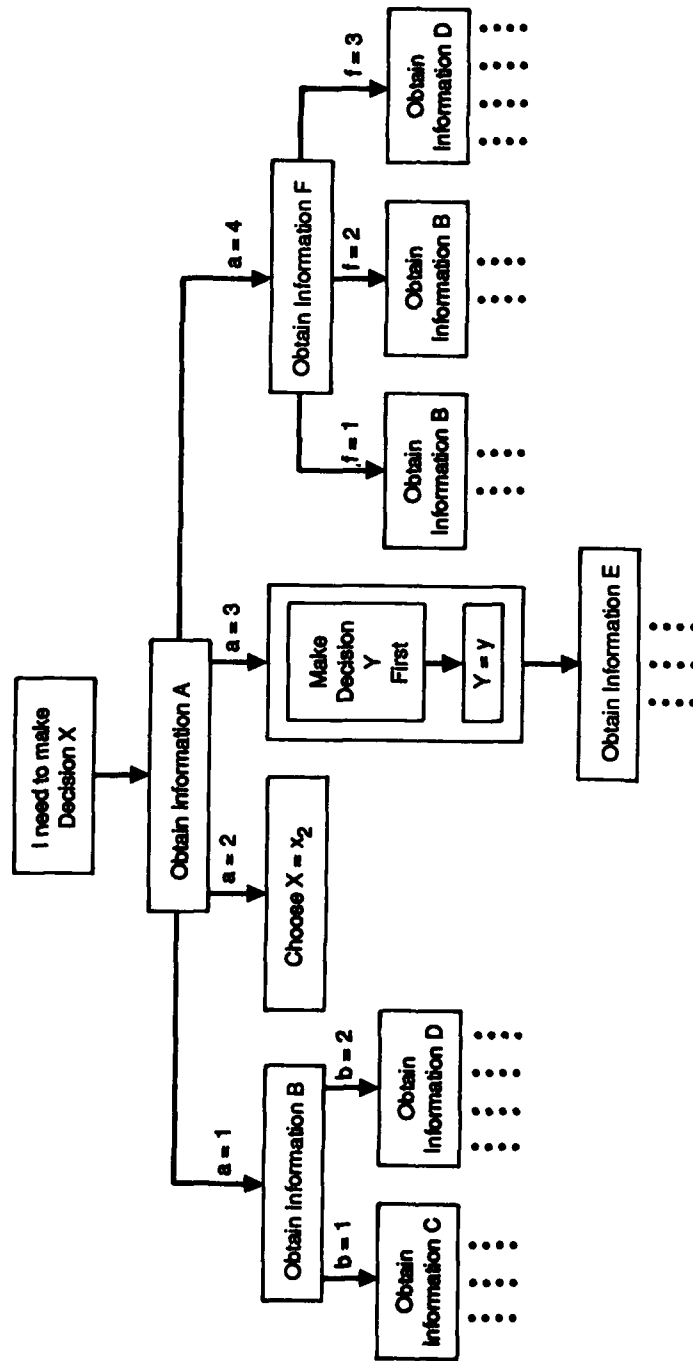 I need to make
Decision X
Obtain Information A
a = 1
a = 2
a = 3
a = 4
Obtain Information B
Choose X = x₂
Make
Decision
Y
First
Y = y
Obtain Information F
b = 1
b = 2
f = 1
f = 2
f = 3
Obtain
Information C
Obtain
Information D
Obtain Information E
Obtain
Information B
Obtain
Information B
Obtain
Information D